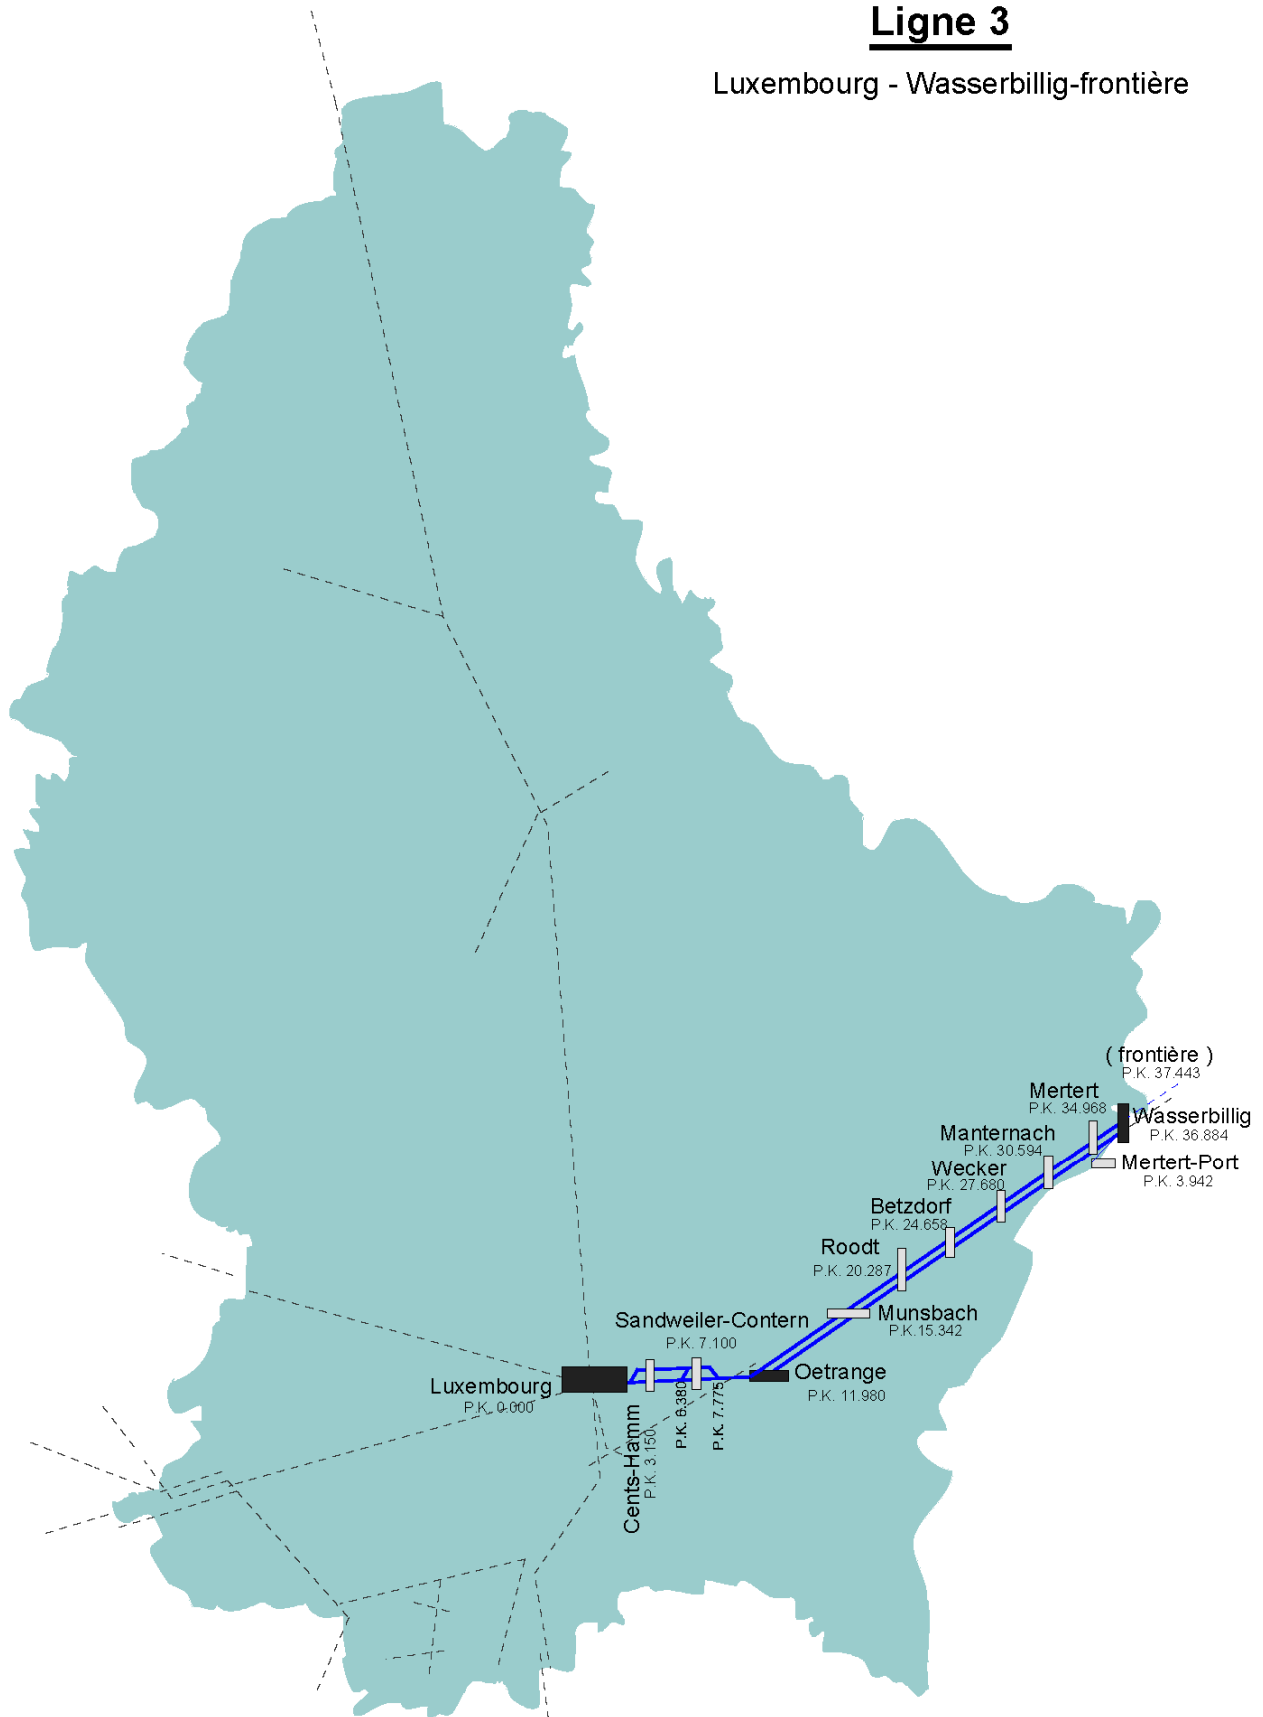 Ligne 3
Luxembourg - Wasserbillig-frontière
( frontière )
P.K. 37.443
Mertert
P.K. 34.968
Wasserbillig
P.K. 36.884
Manternach
P.K. 30.594
Mertert-Port
P.K. 3.942
Wecker
P.K. 27.680
Betzdorf
P.K. 24.658
Roodt
P.K. 20.287
Munsbach
P.K.15.342
Sandweiler-Contern
P.K. 7.100
Oetrange
P.K. 11.980
Luxembourg
P.K. 0.000
Cents-Hamm
P.K. 3.150
P.K. 6.380
P.K. 7.775